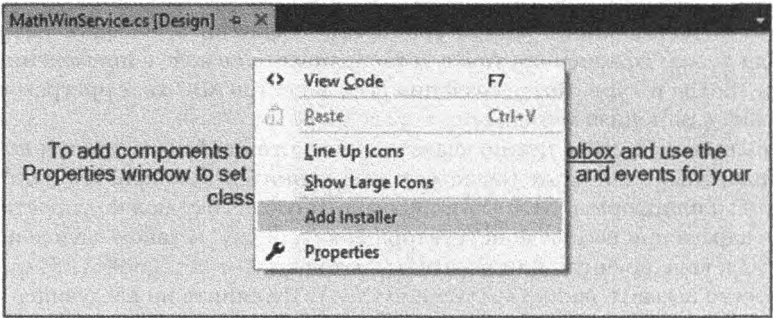 MathWinService.cs [Design]
View Code F7
Paste Ctrl+V
To add components to olbox and use the
Line Up Icons
Properties window to set and events for your
Show Large Icons
class
Add Installer
Properties